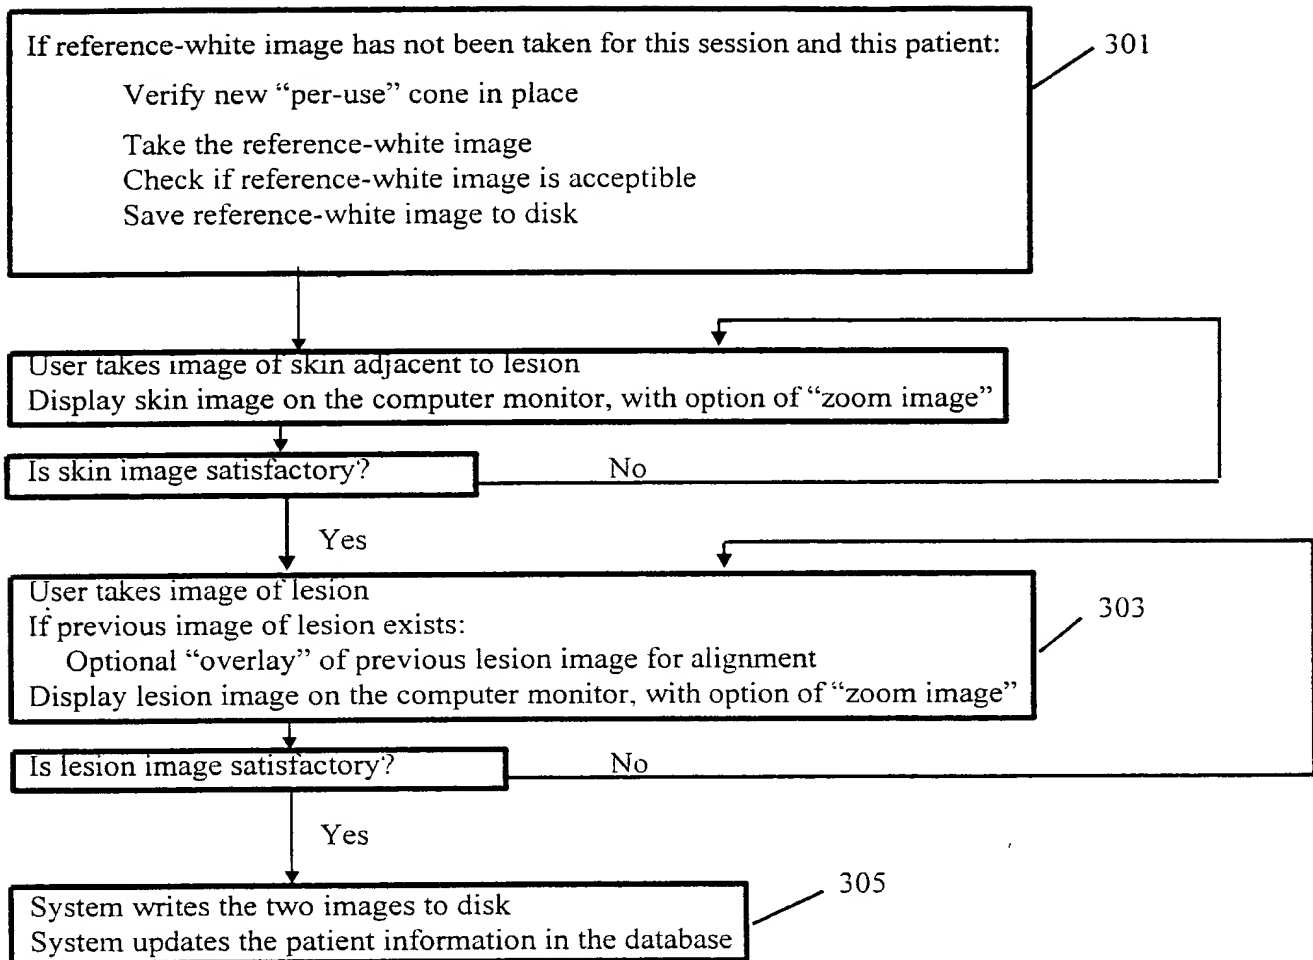 If reference-white image has not been taken for this session and this patient:
301
Verify new “per-use” cone in place
Take the reference-white image
Check if reference-white image is acceptible
Save reference-white image to disk
User takes image of skin adjacent to lesion
Display skin image on the computer monitor, with option of “zoom image”
Is skin image satisfactory?
No
Yes
User takes image of lesion
303
If previous image of lesion exists:
Optional “overlay” of previous lesion image for alignment
Display lesion image on the computer monitor, with option of “zoom image”
Is lesion image satisfactory?
No
Yes
305
System writes the two images to disk
System updates the patient information in the database